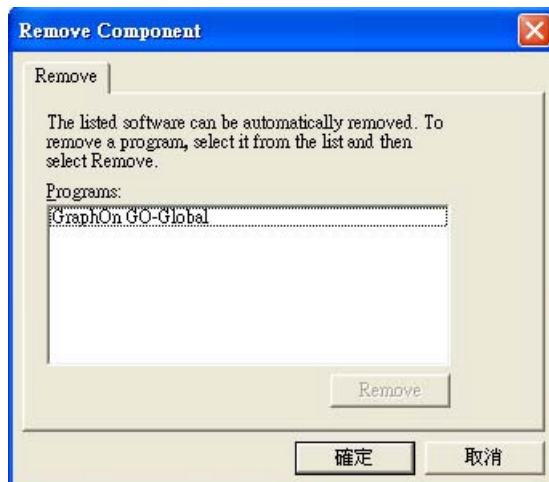 Remove Component
Remove
The listed software can be automatically removed. To
remove a program, select it from the list and then
select Remove.
Programs:
GraphOn GO-Global
Remove
確定
取消